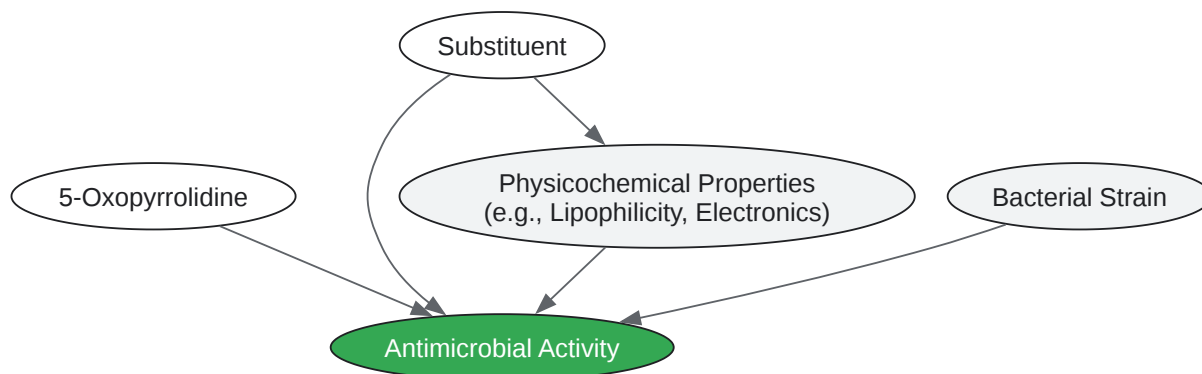 Substituent
5-Oxopyrrolidine
Physicochemical Properties
(e.g., Lipophilicity, Electronics)
Bacterial Strain
Antimicrobial Activity